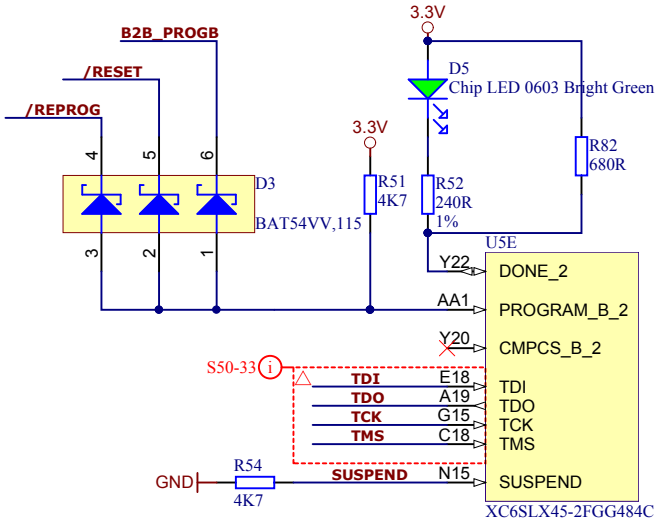 3.3V
B2B_PROGB
D5
/RESET
Chip LED 0603 Bright Green
/REPROG
3.3V
4
5
6
R82
680R
D3
R51
4K7
R52
240R
1%
BAT54VV,115
3
2
1
U5E
Y22
DONE_2
AA1
PROGRAM_B_2
Y20
CMPCS_B_2
S50-33
i
TDI
E18
TDI
TDO
A19
TDO
TCK
G15
TCK
TMS
C18
TMS
R54
GND
SUSPEND
N15
SUSPEND
4K7
XC6SLX45-2FGG484C